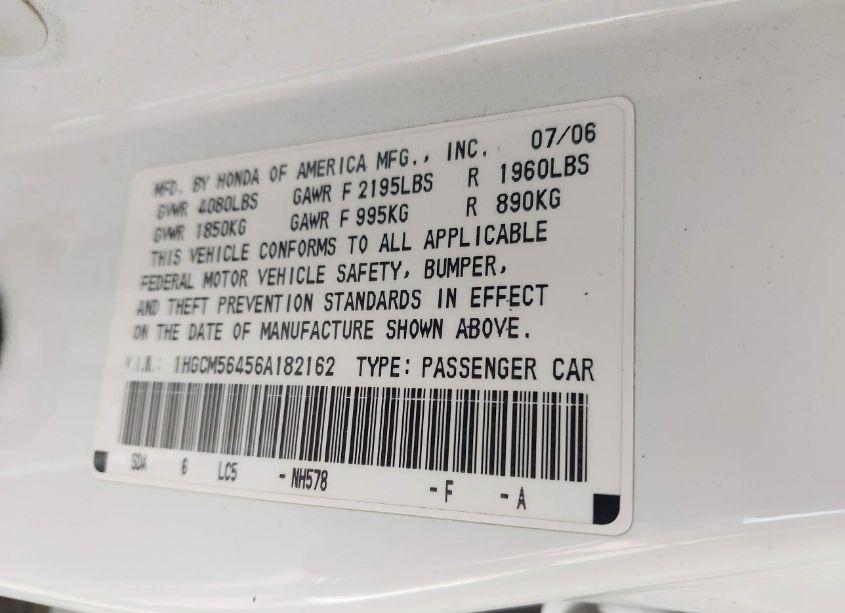 MFD. BY HONDA OF AMERICA MFG., INC. 07/06
GVWR 4080LBS GAWR F 2195LBS R 1960LBS
GVWR 1850KG GAWR F 995KG R 890KG
THIS VEHICLE CONFORMS TO ALL APPLICABLE
FEDERAL MOTOR VEHICLE SAFETY, BUMPER,
AND THEFT PREVENTION STANDARDS IN EFFECT
ON THE DATE OF MANUFACTURE SHOWN ABOVE.
V.I.N.: 1HGCM56456A182162 TYPE: PASSENGER CAR
SDA 6 LC5 - NH578 - F - A